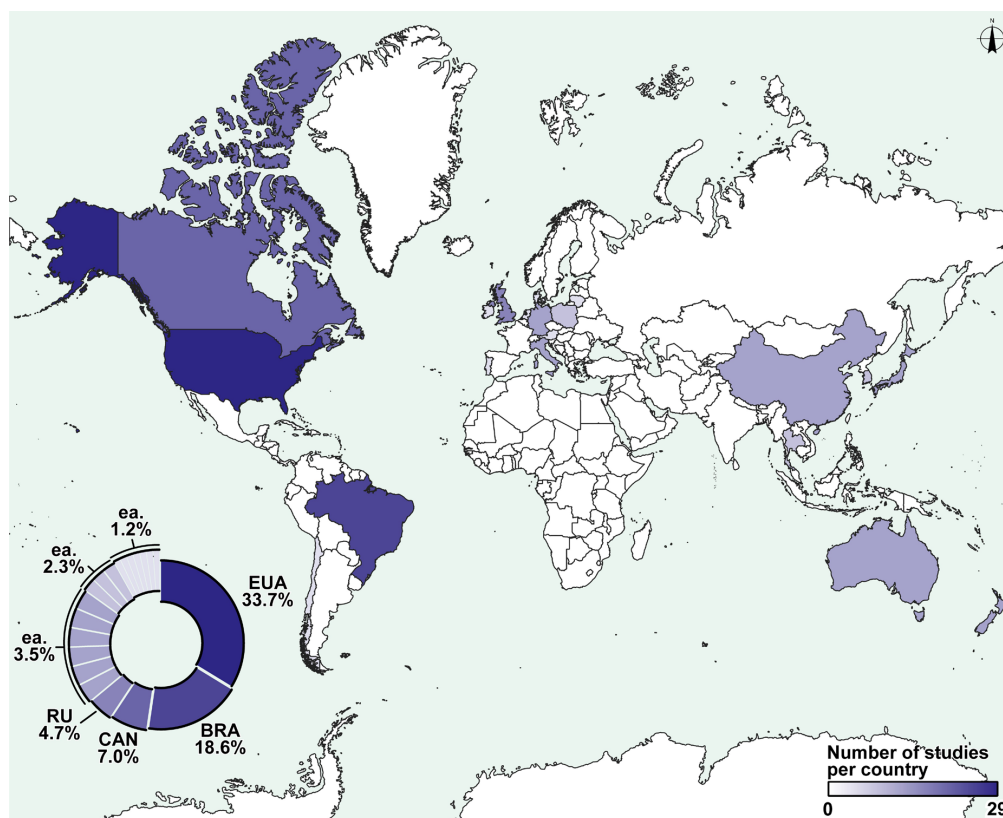 N
ea.
1.2%
ea.
2.3%
EUA
33.7%
ea.
3.5%
RU
4.7%
CAN
7.0%
BRA
18.6%
Number of studies
per country
0
29